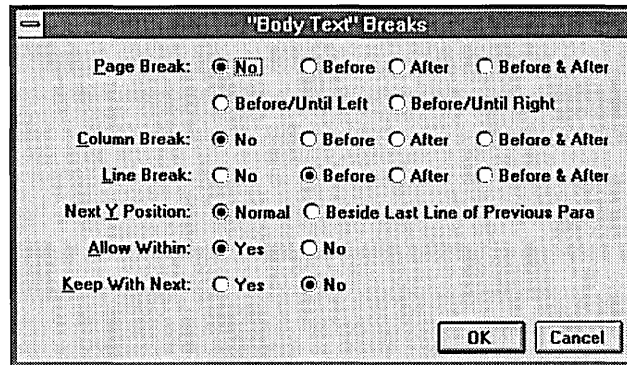 "Body Text" Breaks
Page Break: No Before After Before & After
Before/Until Left Before/Until Right
Column Break: No Before After Before & After
Line Break: No Before After Before & After
Next Y Position: Normal Beside Last Line of Previous Para
Allow Within: Yes No
Keep With Next: Yes No
OK Cancel